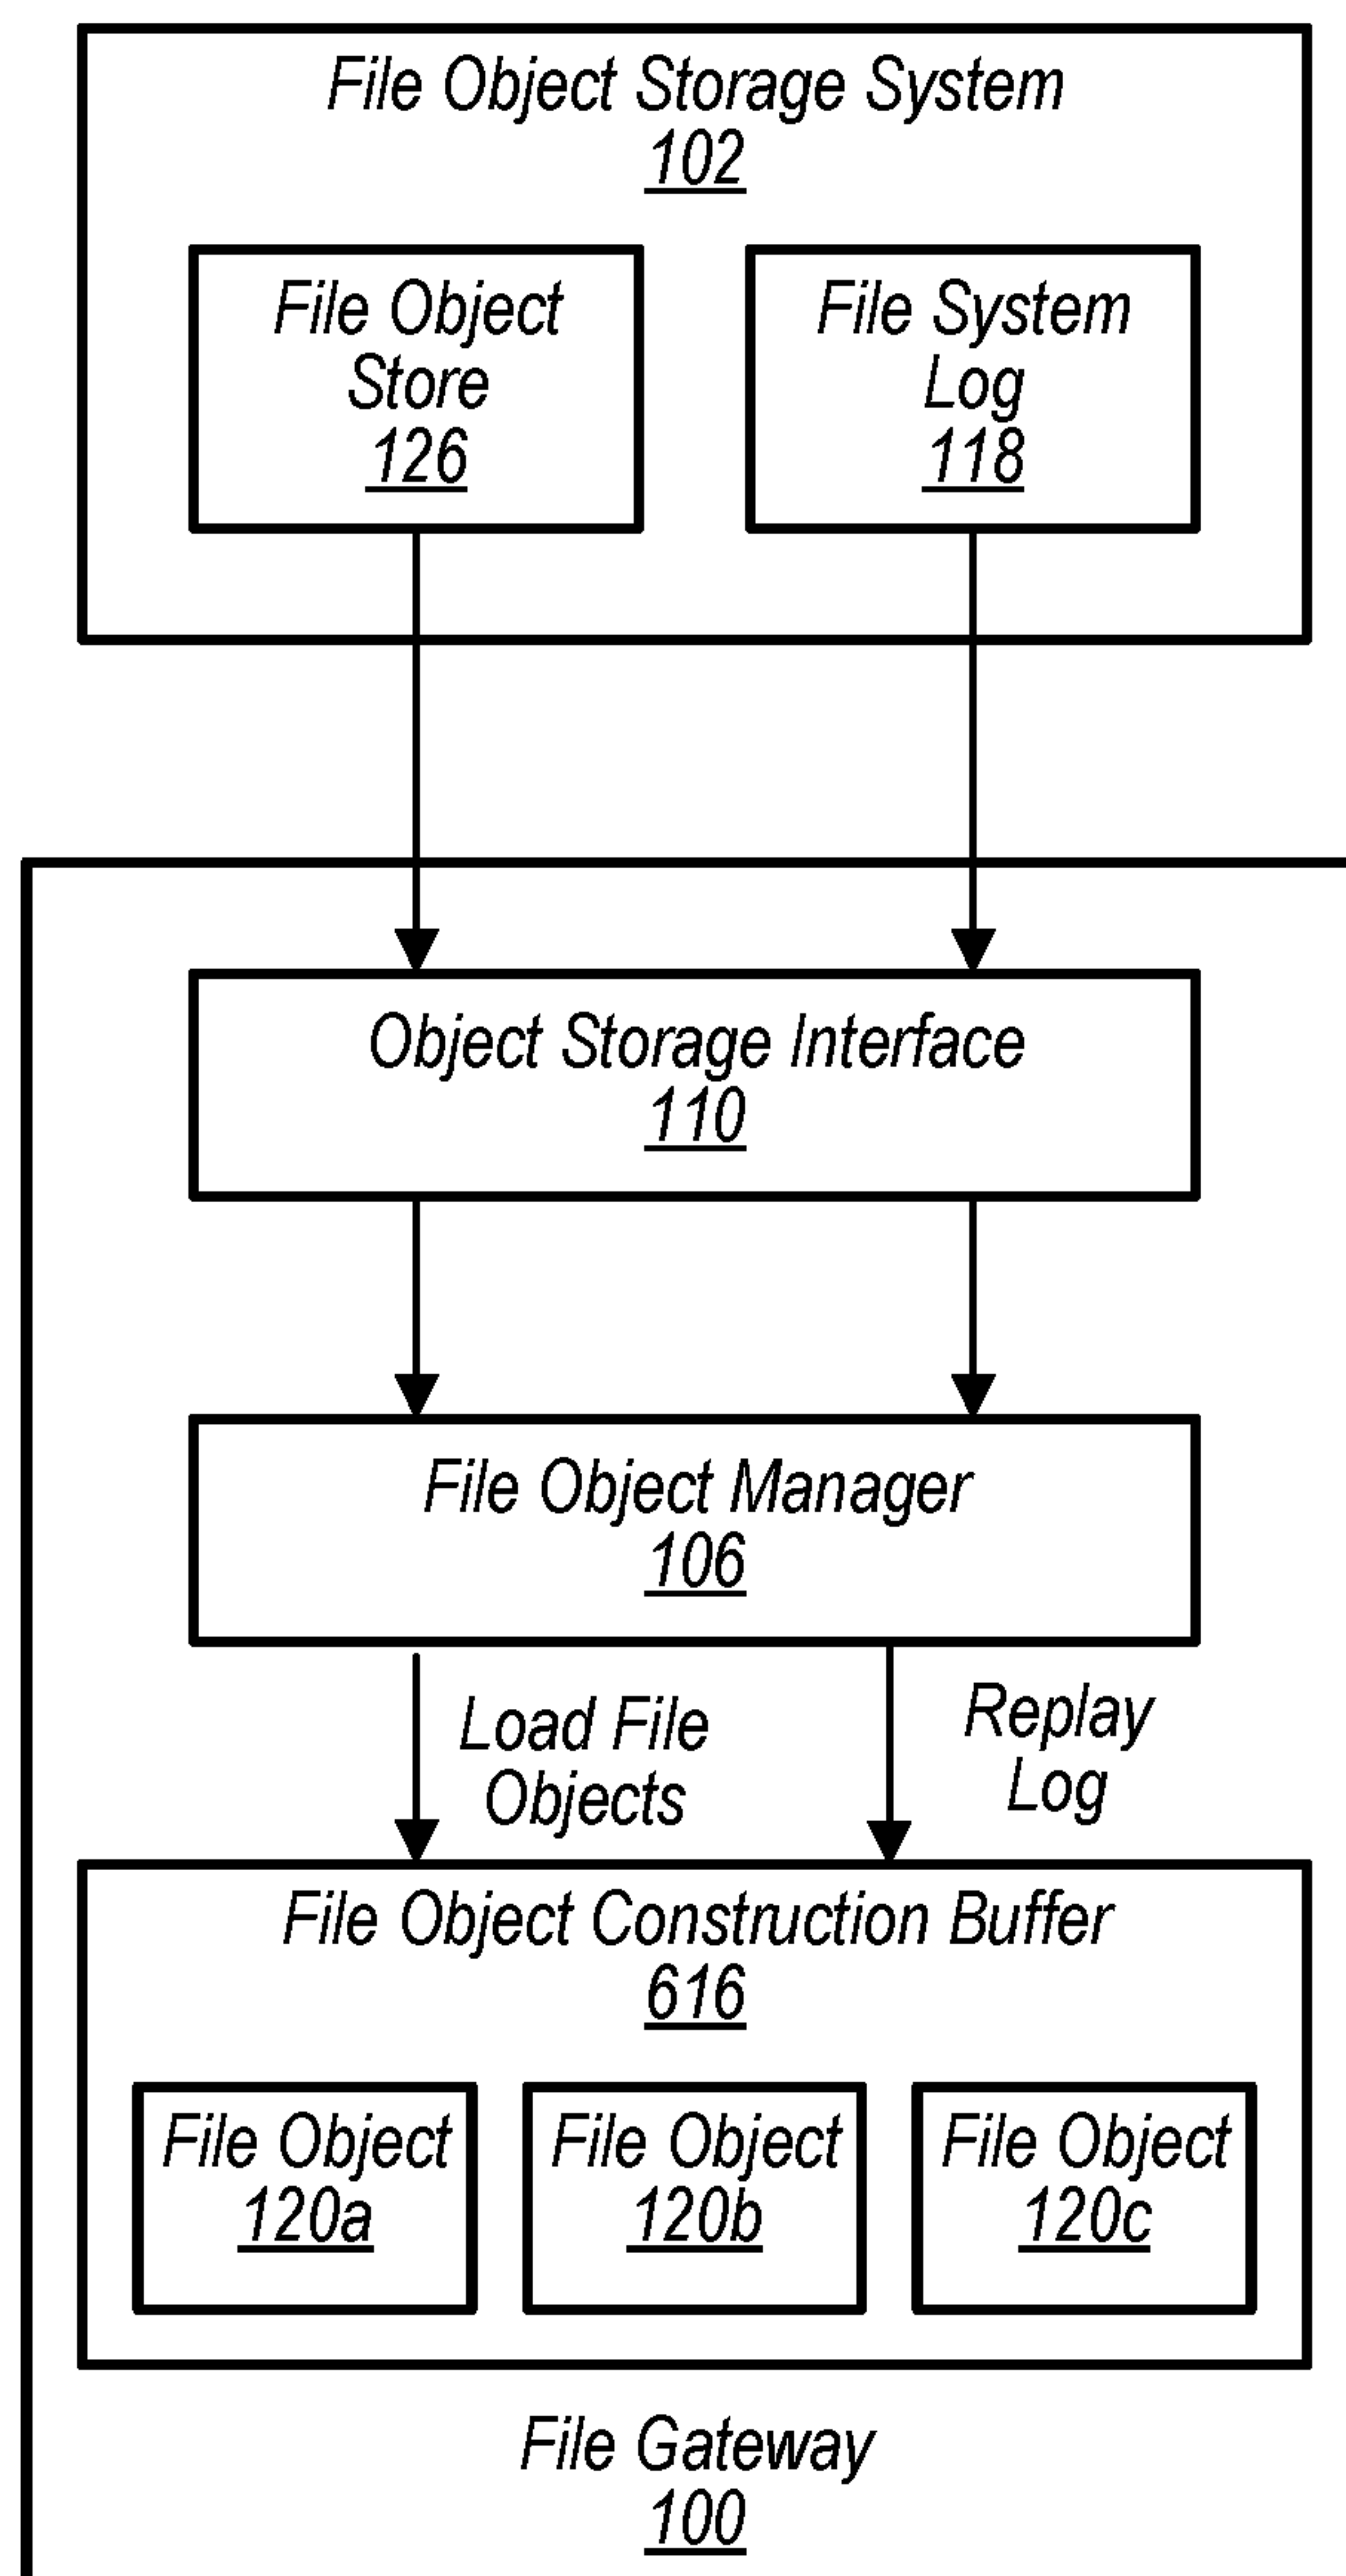 File Object Storage System
102
File Object
Store
126
File System
Log
118
Object Storage Interface
110
File Object Manager
106
Load File
Objects
Replay
Log
File Object Construction Buffer
616
File Object
120a
File Object
120b
File Object
120c
File Gateway
100